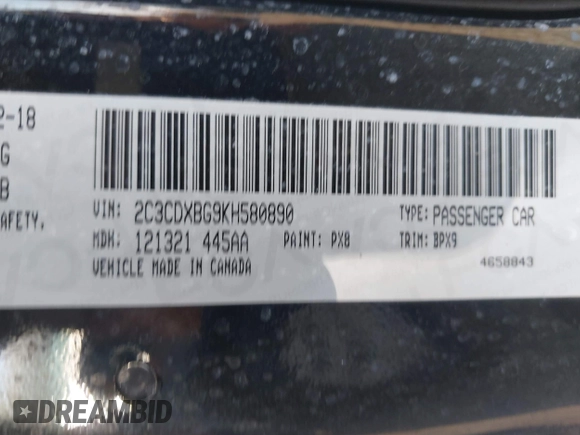 2-18
G
B
AFETY,
VIN: 2C3CDXBG9KH580890
TYPE: PASSENGER CAR
MDH: 121321 445AA
PAINT: PX8
TRIM: BPX9
VEHICLE MADE IN CANADA
4658843
DREAMBID